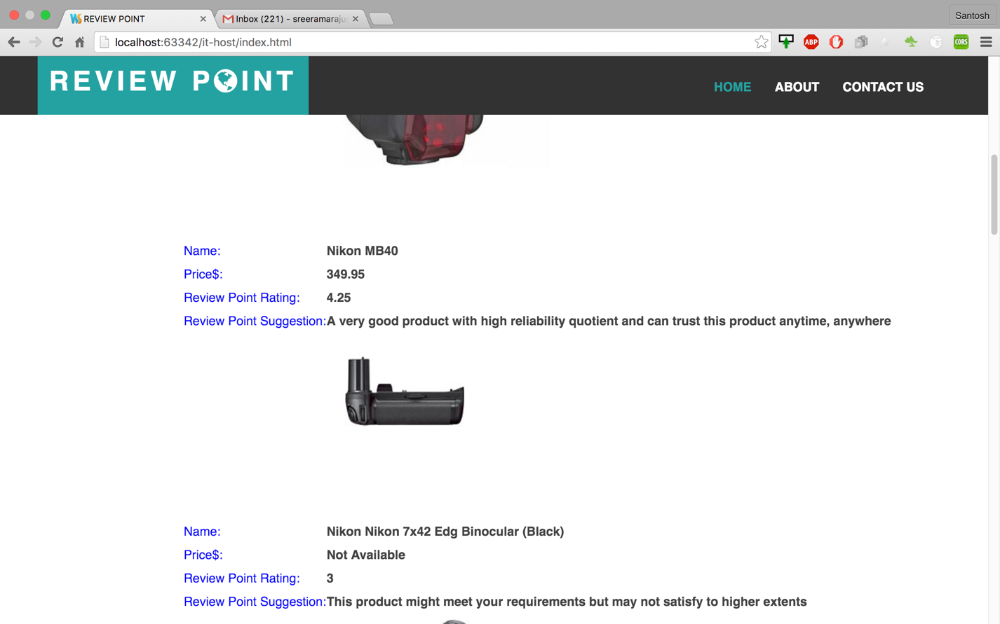 REVIEW POINT
Inbox (221) - sreeramaraju
Santosh
localhost:63342/it-host/index.html
ABP
CORS
REVIEW POINT
HOME ABOUT CONTACT US
Name: Nikon MB40
Price$: 349.95
Review Point Rating: 4.25
Review Point Suggestion:A very good product with high reliability quotient and can trust this product anytime, anywhere
Name: Nikon Nikon 7x42 Edg Binocular (Black)
Price$: Not Available
Review Point Rating: 3
Review Point Suggestion:This product might meet your requirements but may not satisfy to higher extents